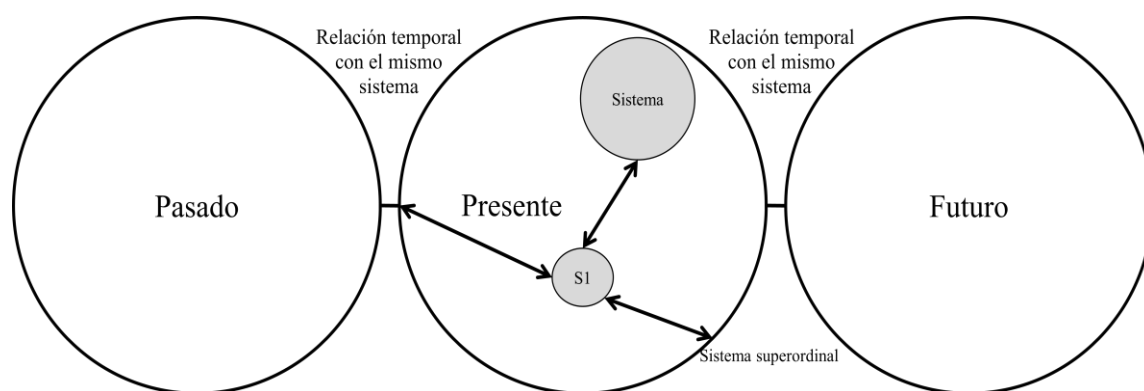 Relación temporal
con el mismo
sistema
Relación temporal
con el mismo
sistema
Sistema
Pasado
Presente
Futuro
S1
Sistema superordinal